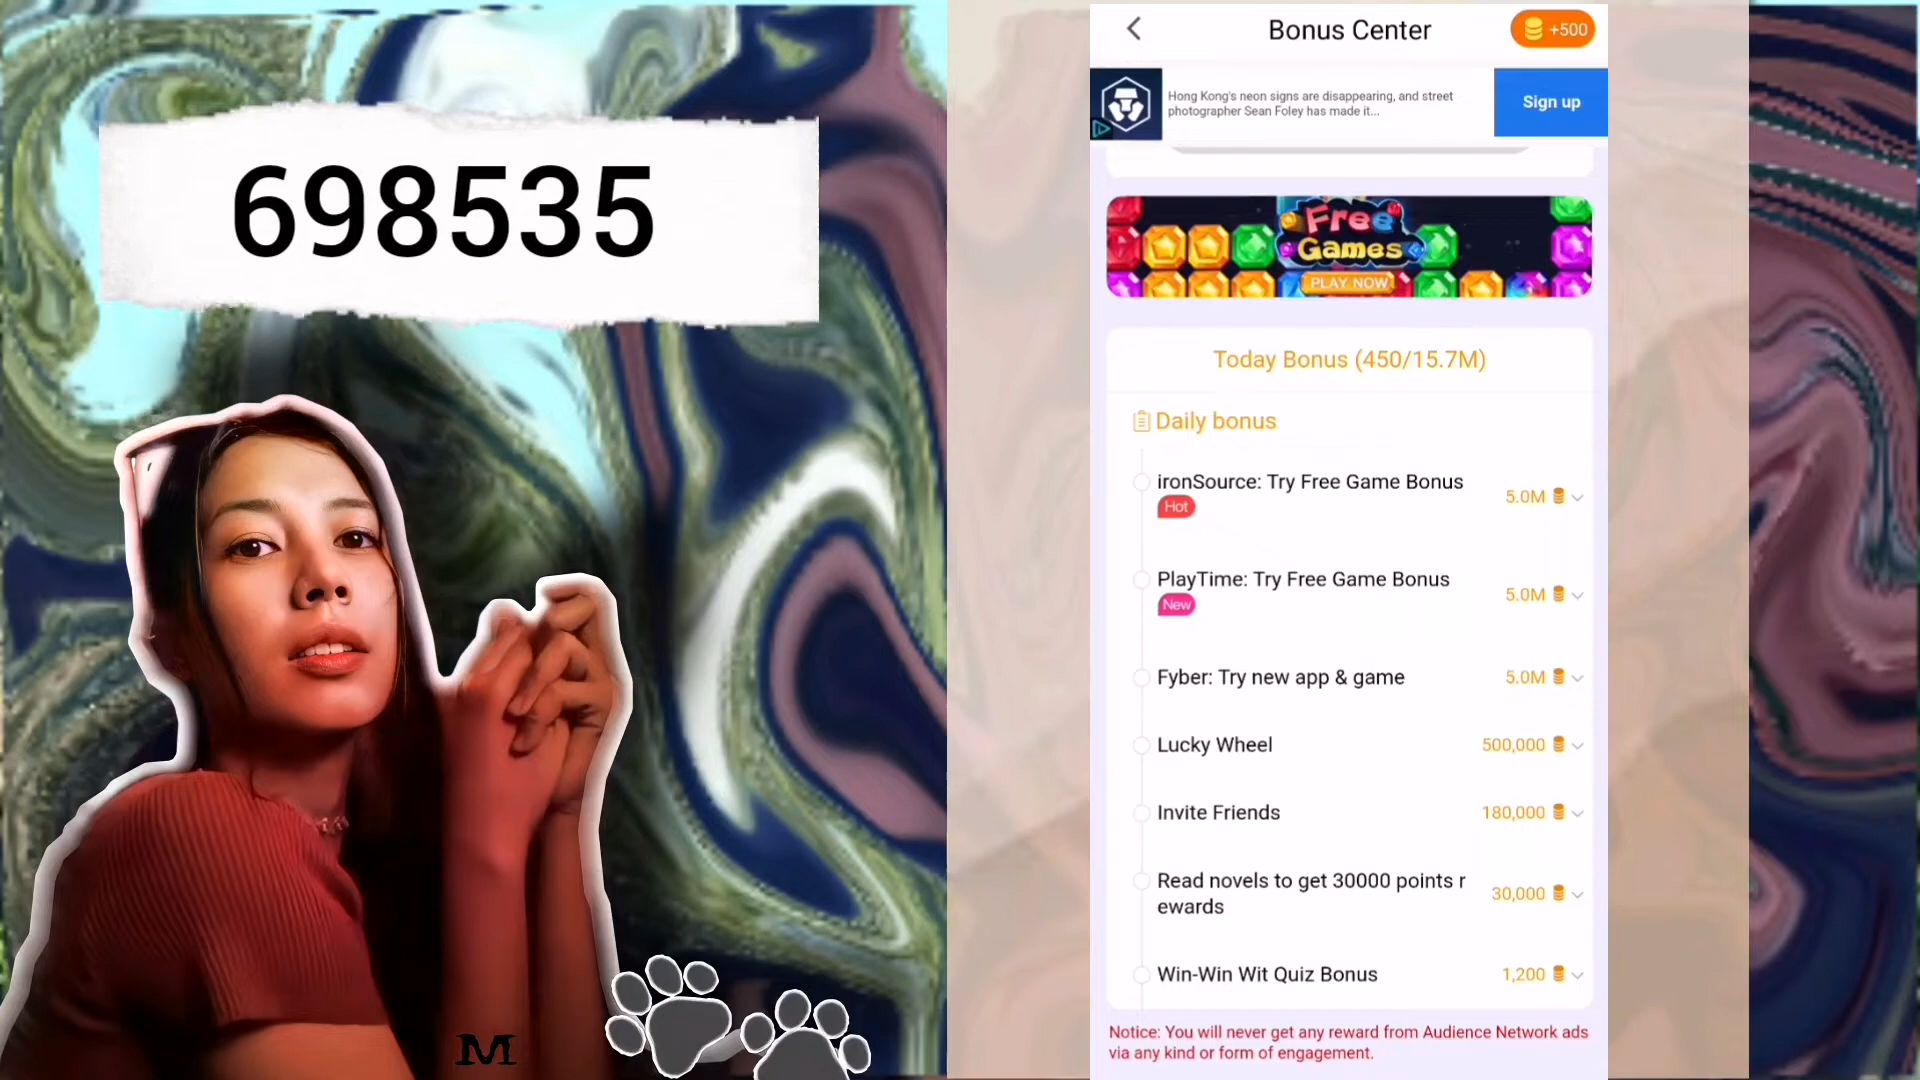 698535
M
Bonus Center
+500
Hong Kong's neon signs are disappearing, and street
photographer Sean Foley has made it...
Sign up
Free
Games
PLAY NOW
Today Bonus (450/15.7M)
Daily bonus
ironSource: Try Free Game Bonus
Hot
5.0M
PlayTime: Try Free Game Bonus
New
5.0M
Fyber: Try new app & game
5.0M
Lucky Wheel
500,000
Invite Friends
180,000
Read novels to get 30000 points r
ewards
30,000
Win-Win Wit Quiz Bonus
1,200
Notice: You will never get any reward from Audience Network ads
via any kind or form of engagement.